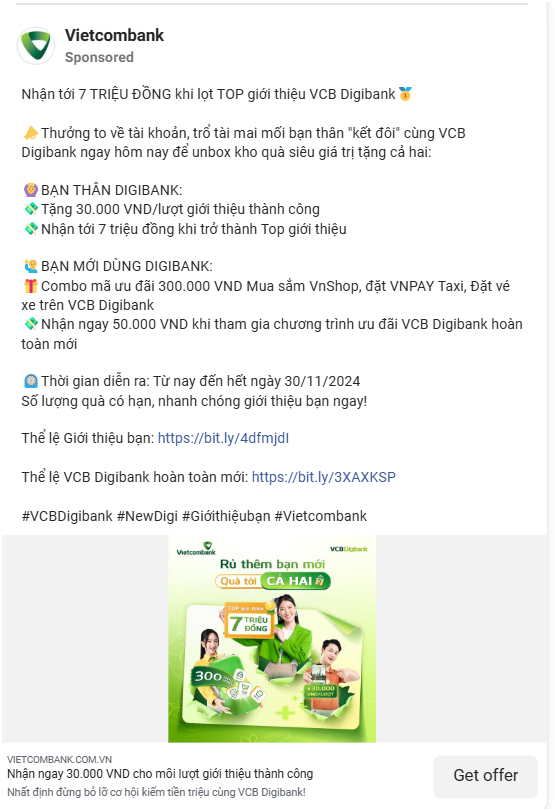 Vietcombank
Sponsored
Nhận tới 7 TRIỆU ĐỒNG khi lọt TOP giới thiệu VCB Digibank🥇
📣Thưởng to về tài khoản, trổ tài mai mối bạn thân "kết đôi" cùng VCB
Digibank ngay hôm nay để unbox kho quà siêu giá trị tặng cả hai:
🙆BẠN THÂN DIGIBANK:
💸Tặng 30.000 VND/lượt giới thiệu thành công
💸Nhận tới 7 triệu đồng khi trở thành Top giới thiệu
🙋BẠN MỚI DÙNG DIGIBANK:
🎁Combo mã ưu đãi 300.000 VND Mua sắm VnShop, đặt VNPAY Taxi, Đặt vé
xe trên VCB Digibank
💸Nhận ngay 50.000 VND khi tham gia chương trình ưu đãi VCB Digibank hoàn
toàn mới
Thời gian diễn ra: Từ nay đến hết ngày 30/11/2024
Số lượng quà có hạn, nhanh chóng giới thiệu bạn ngay!
Thể lệ Giới thiệu bạn: https://bit.ly/4dfmjdI
Thể lệ VCB Digibank hoàn toàn mới: https://bit.ly/3XAXKSP
#VCBDigibank #NewDigi #Giớithiệubạn #Vietcombank
Vietcombank
VCBDigibank
Rủ thêm bạn mới
Quà tới CẢ HAI
TOP giới thiệu
7 TRIỆU
ĐỒNG
+30.000
VND/LƯỢT
VIETCOMBANK.COM.VN
Nhận ngay 30.000 VND cho mỗi lượt giới thiệu thành công
Nhất định đừng bỏ lỡ cơ hội kiếm tiền triệu cùng VCB Digibank!
Get offer